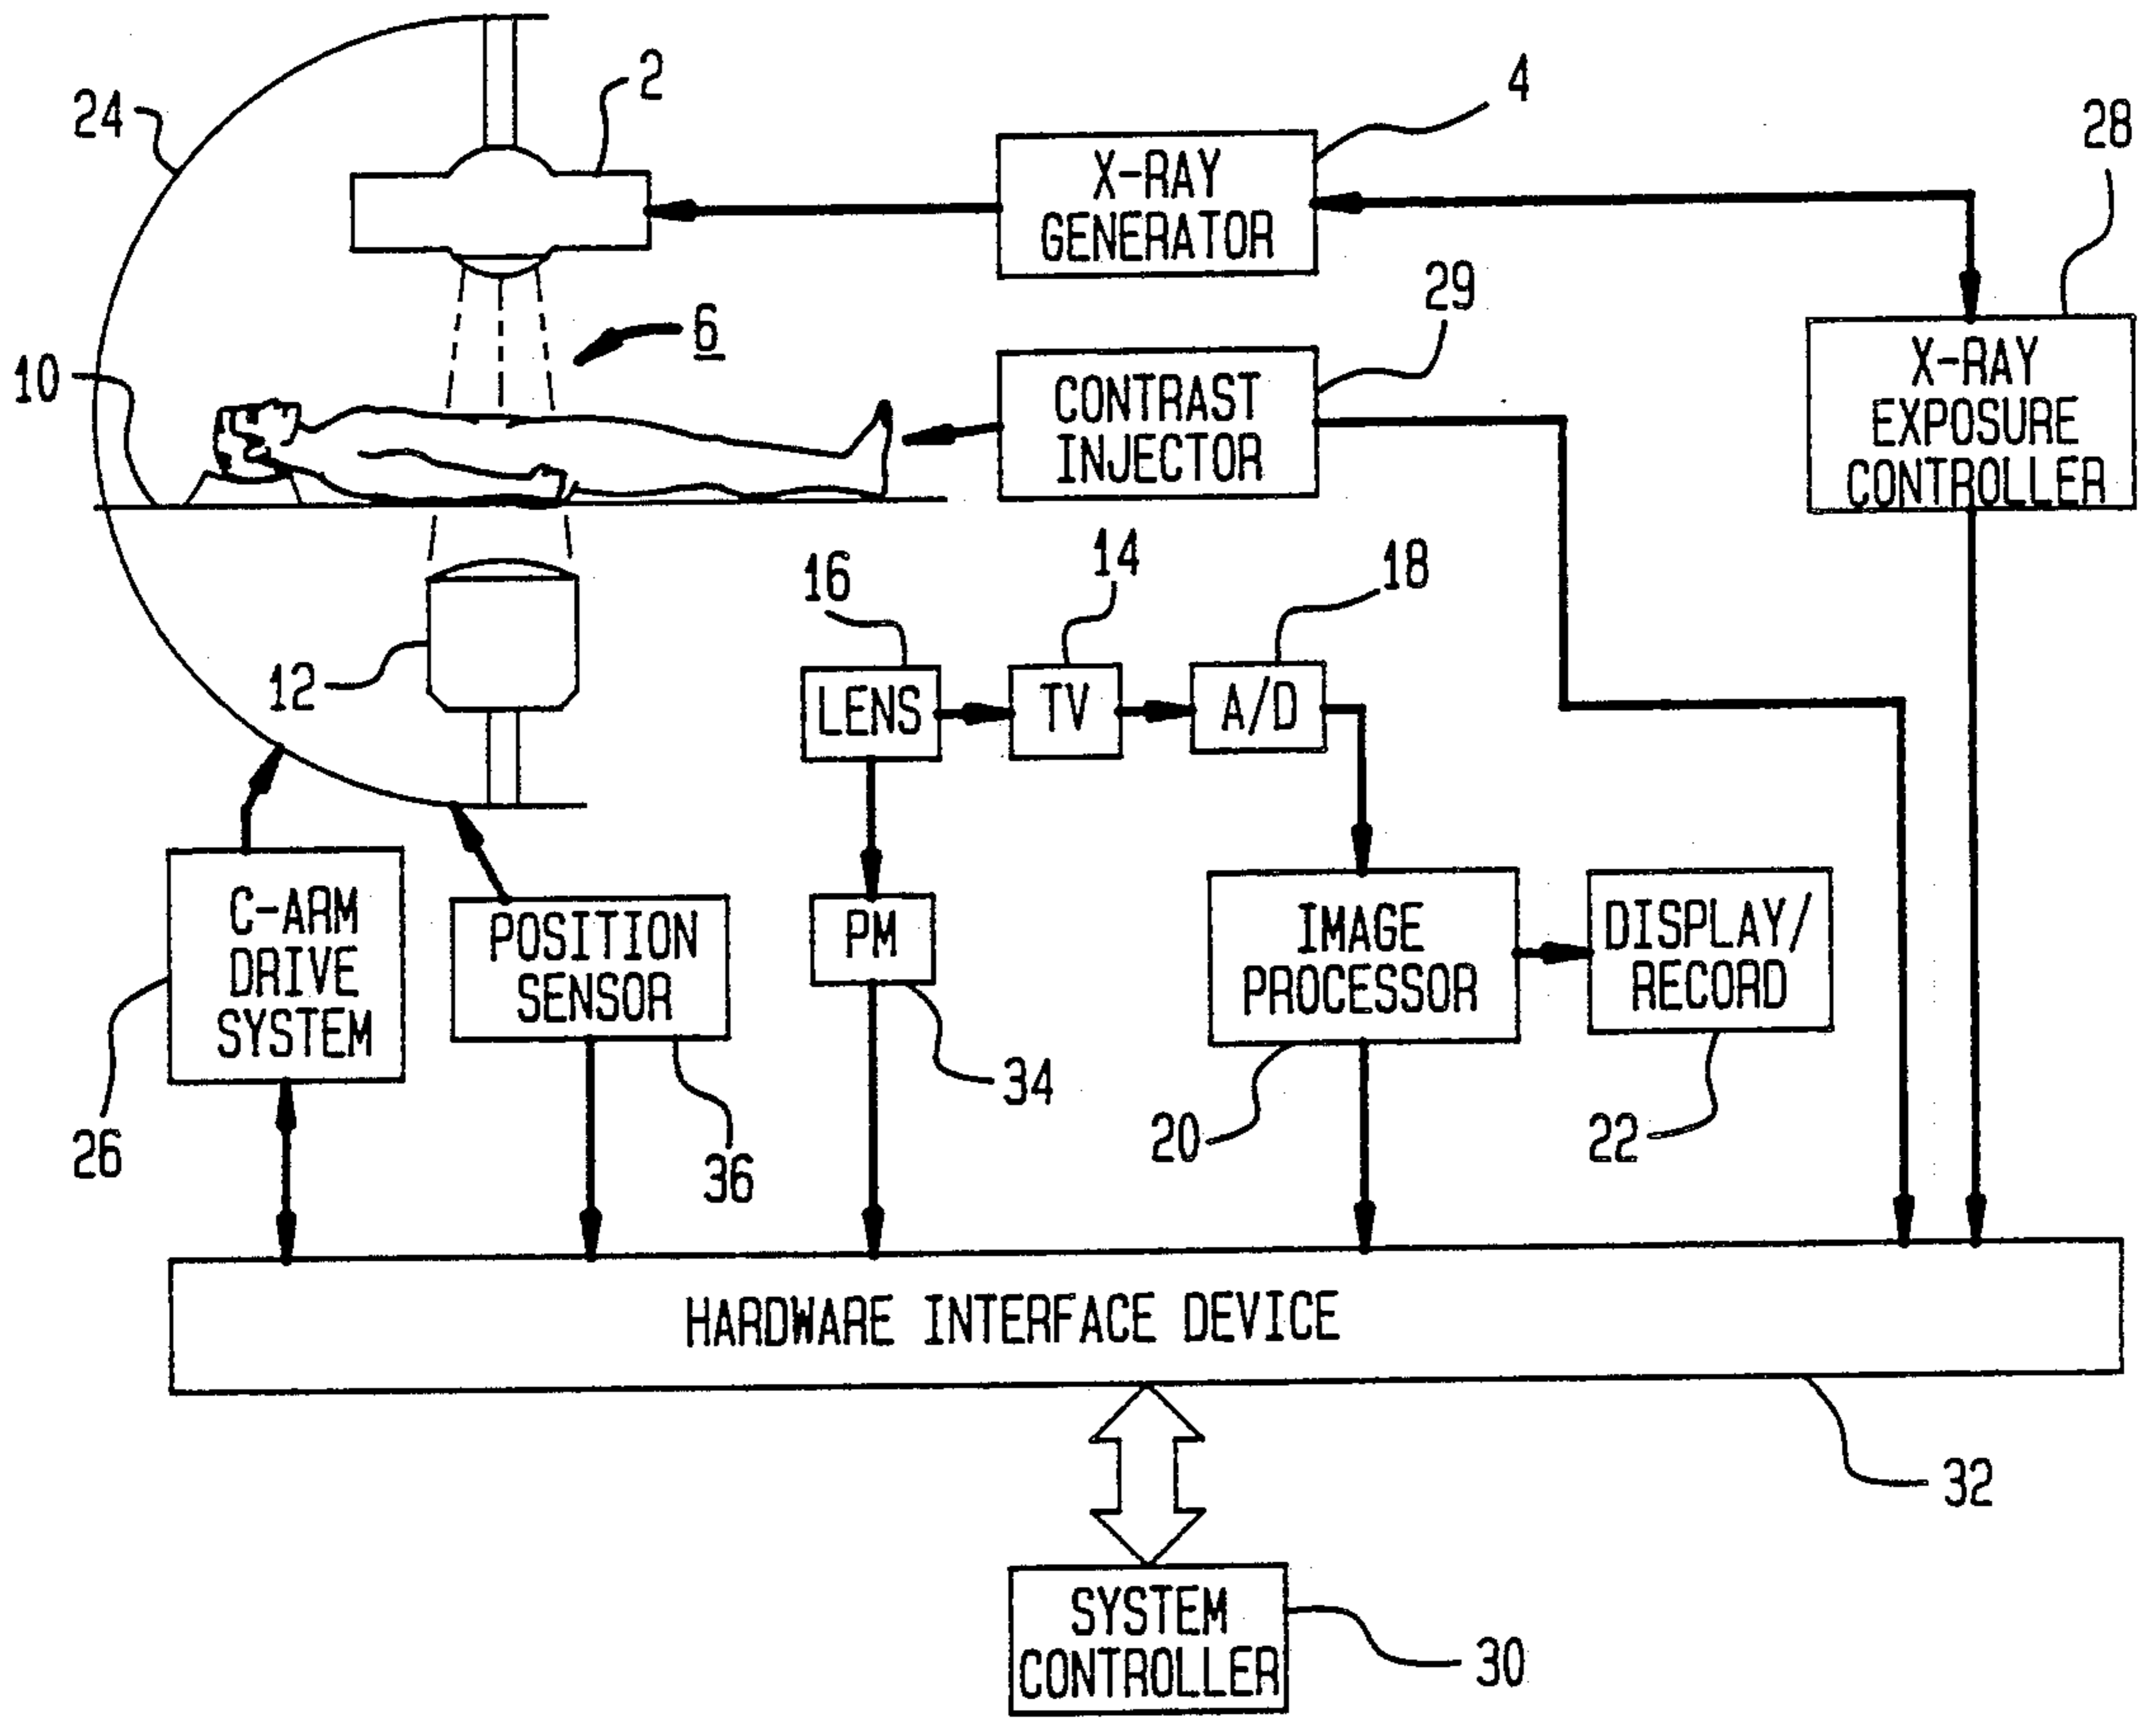 2
4
24
28
X-RAY
GENERATOR
29
6
10
X-RAY
EXPOSURE
CONTROLLER
CONTRAST
INJECTOR
16
14
18
12
LENS
TV
A/D
C-ARM
DRIVE
SYSTEM
POSITION
SENSOR
PM
IMAGE
PROCESSOR
DISPLAY/
RECORD
34
26
36
20
22
HARDWARE INTERFACE DEVICE
32
SYSTEM
CONTROLLER
30